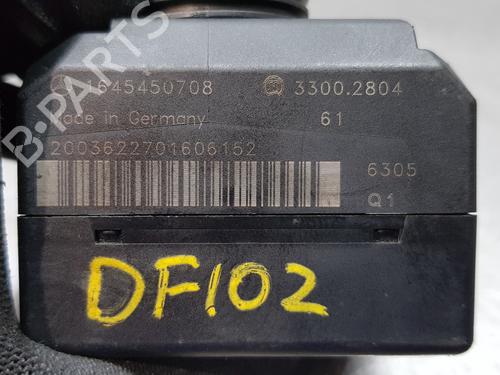 1645450708 3300.2804
Made in Germany 61
2003622701606152
6305
Q1
DF102
B-PARTS